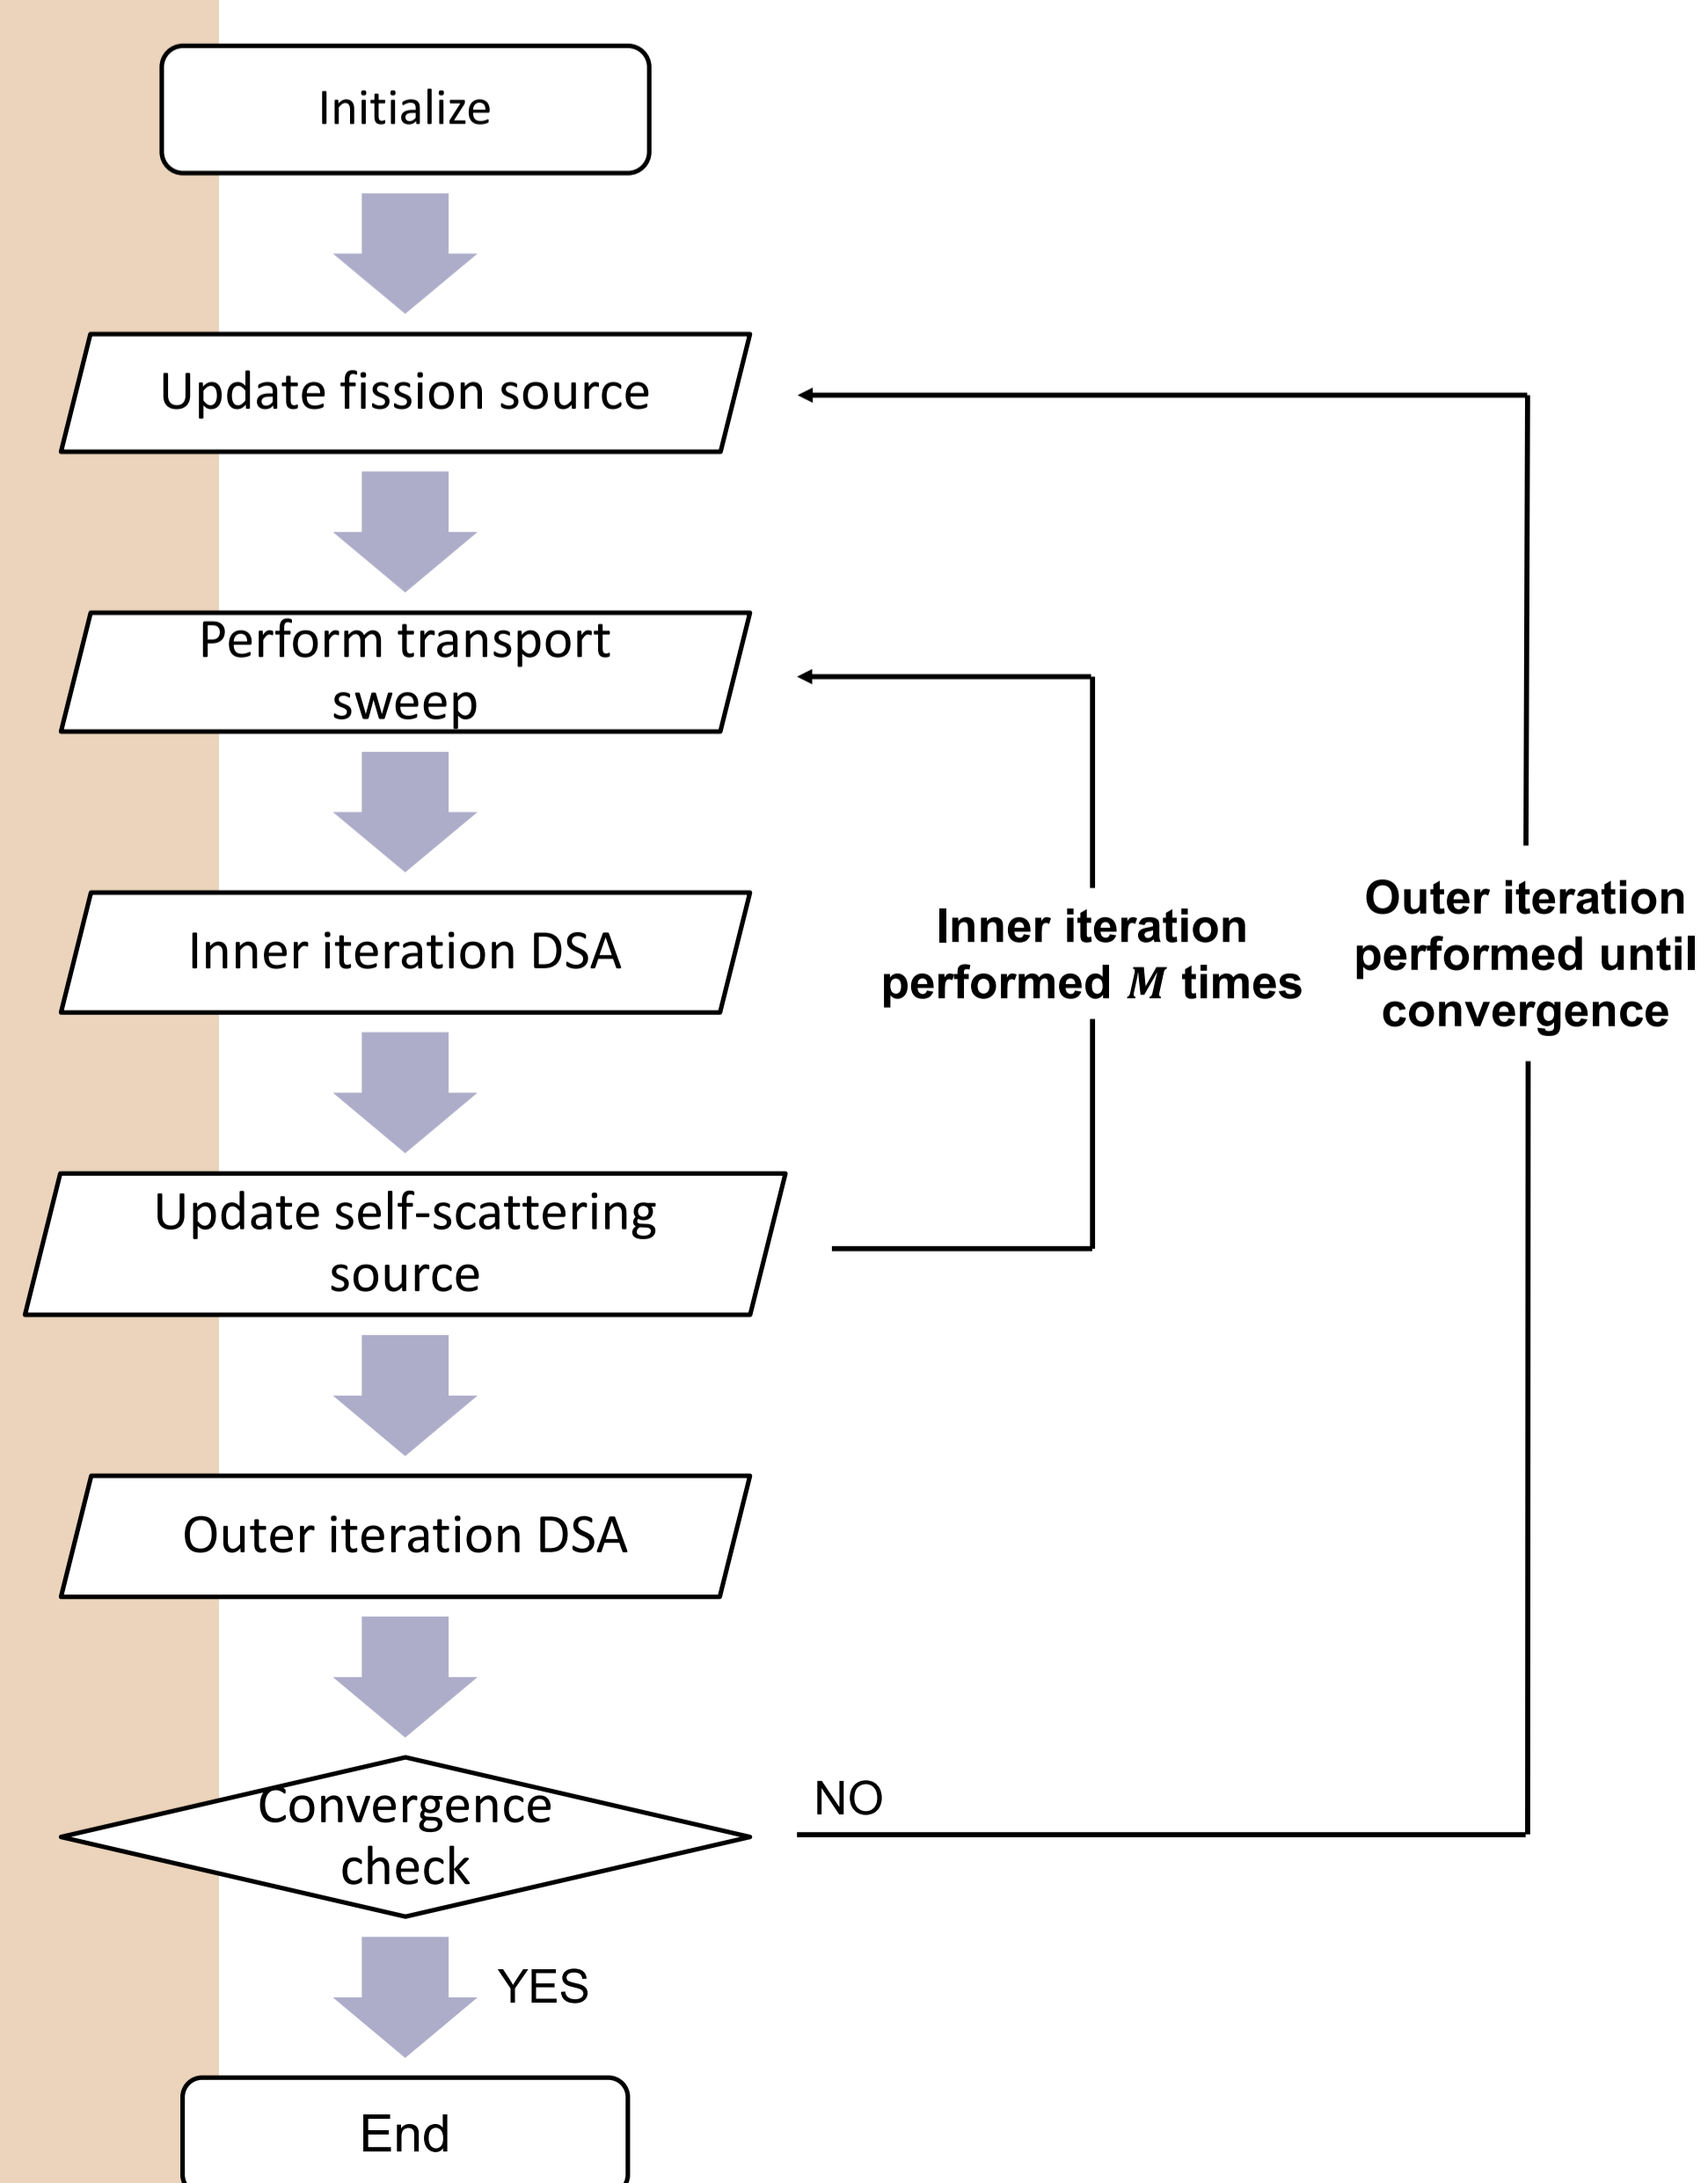 Initialize
Update fission source
Perform transport
sweep
Inner iteration DSA
Inner iteration
performed M times
Outer iteration
performed until
convergence
Update self-scattering
source
Outer iteration DSA
Convergence
check
NO
YES
End